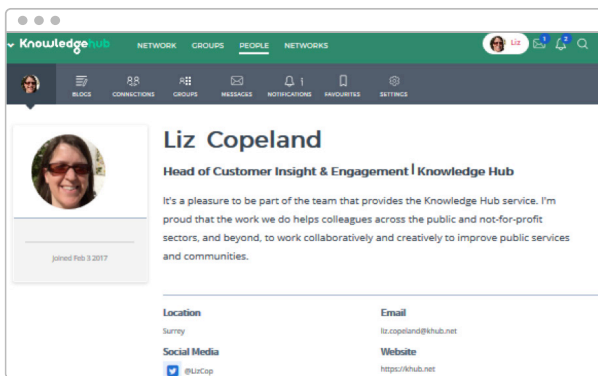 Knowledgehub NETWORK GROUPS PEOPLE NETWORKS Liz 1 2
BLOGS CONNECTIONS GROUPS MESSAGES NOTIFICATIONS 1 FAVOURITES SETTINGS
Liz Copeland
Head of Customer Insight & Engagement | Knowledge Hub
It's a pleasure to be part of the team that provides the Knowledge Hub service. I'm
proud that the work we do helps colleagues across the public and not-for-profit
sectors, and beyond, to work collaboratively and creatively to improve public services
and communities.
Joined Feb 3 2017
Location Email
Surrey liz.copeland@khub.net
Social Media Website
@LizCop https://khub.net